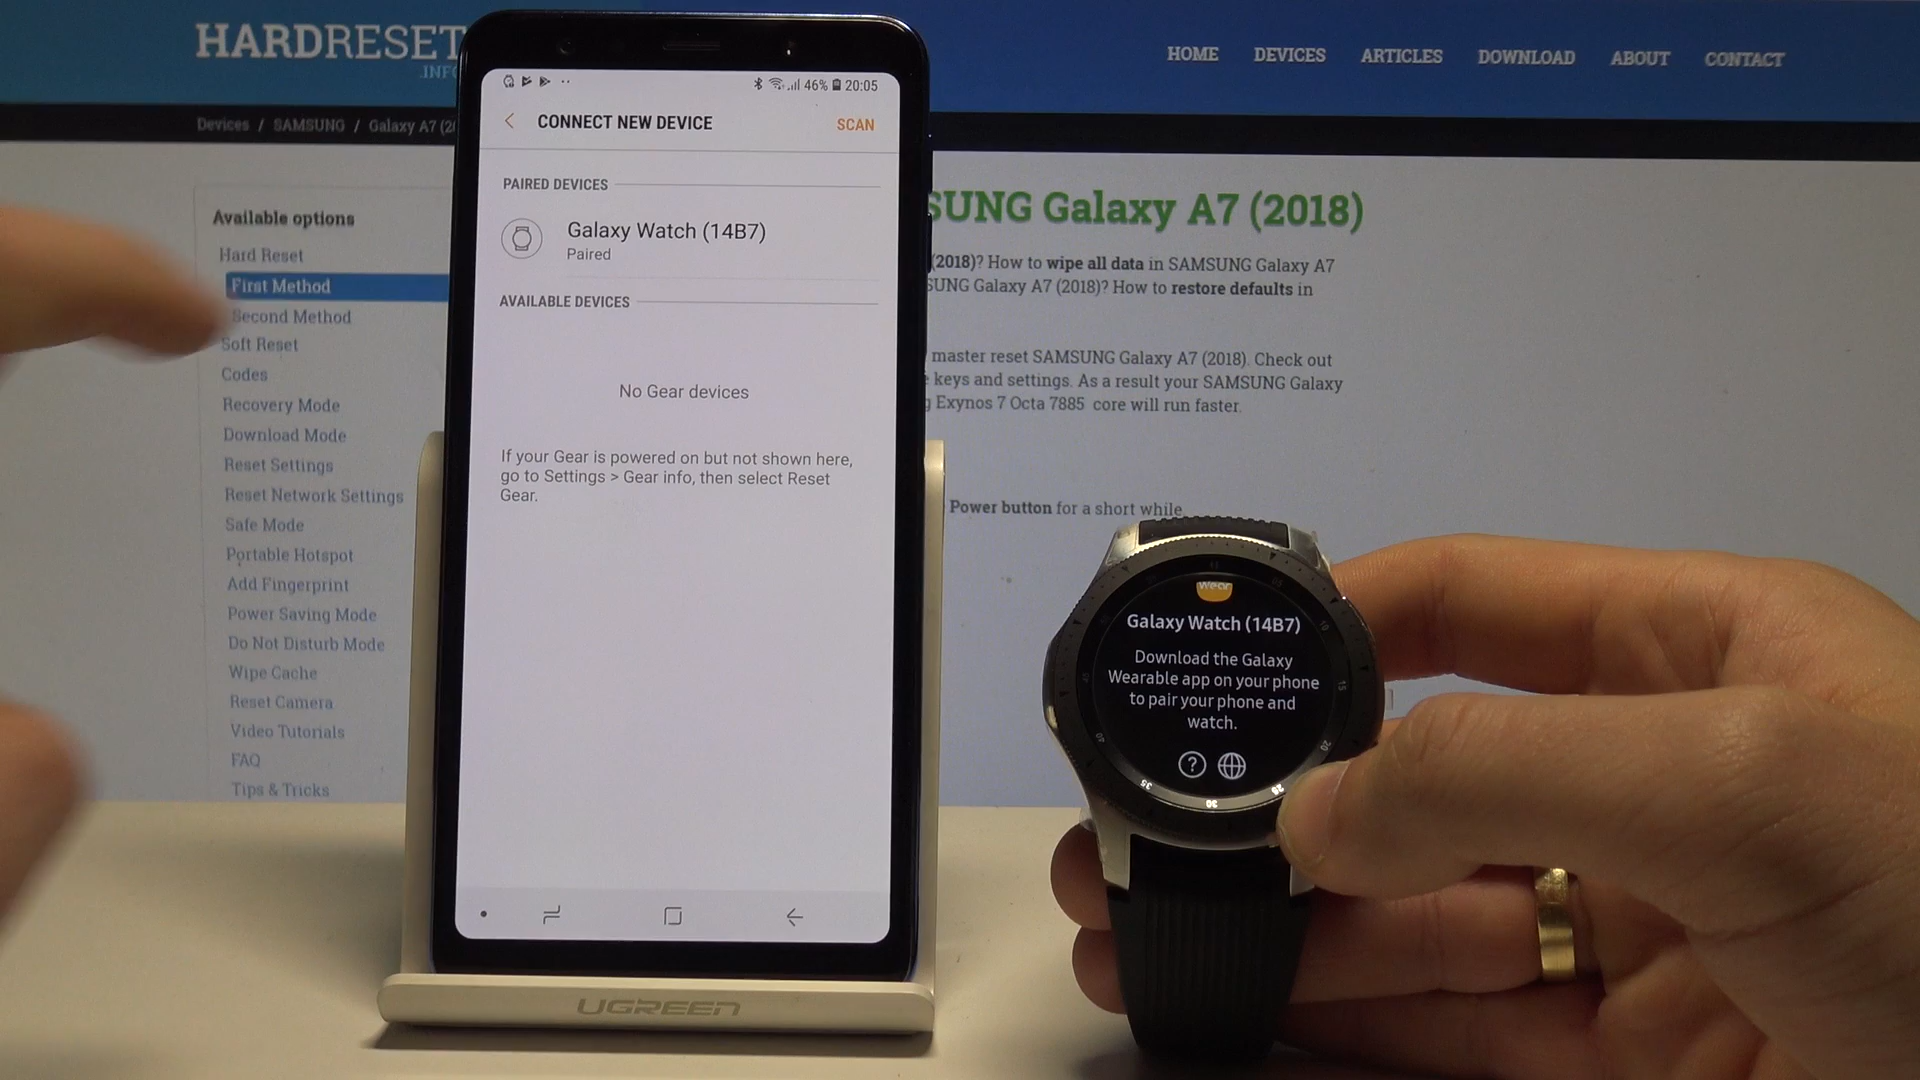 HARDRESET
.INFO
HOME DEVICES ARTICLES DOWNLOAD ABOUT CONTACT
Devices / SAMSUNG / Galaxy A7 (2
Available options
Hard Reset
First Method
Second Method
Soft Reset
Codes
Recovery Mode
Download Mode
Reset Settings
Reset Network Settings
Safe Mode
Portable Hotspot
Add Fingerprint
Power Saving Mode
Do Not Disturb Mode
Wipe Cache
Reset Camera
Video Tutorials
FAQ
Tips & Tricks
46% 20:05
CONNECT NEW DEVICE SCAN
PAIRED DEVICES
Galaxy Watch (14B7)
Paired
AVAILABLE DEVICES
No Gear devices
If your Gear is powered on but not shown here,
go to Settings > Gear info, then select Reset
Gear.
UGREEN
SUNG Galaxy A7 (2018)
(2018)? How to wipe all data in SAMSUNG Galaxy A7
SUNG Galaxy A7 (2018)? How to restore defaults in
master reset SAMSUNG Galaxy A7 (2018). Check out
keys and settings. As a result your SAMSUNG Galaxy
g Exynos 7 Octa 7885 core will run faster.
Power button for a short while
wear
Galaxy Watch (14B7)
Download the Galaxy
Wearable app on your phone
to pair your phone and
watch.
?
10
15
20
25
30
35
40